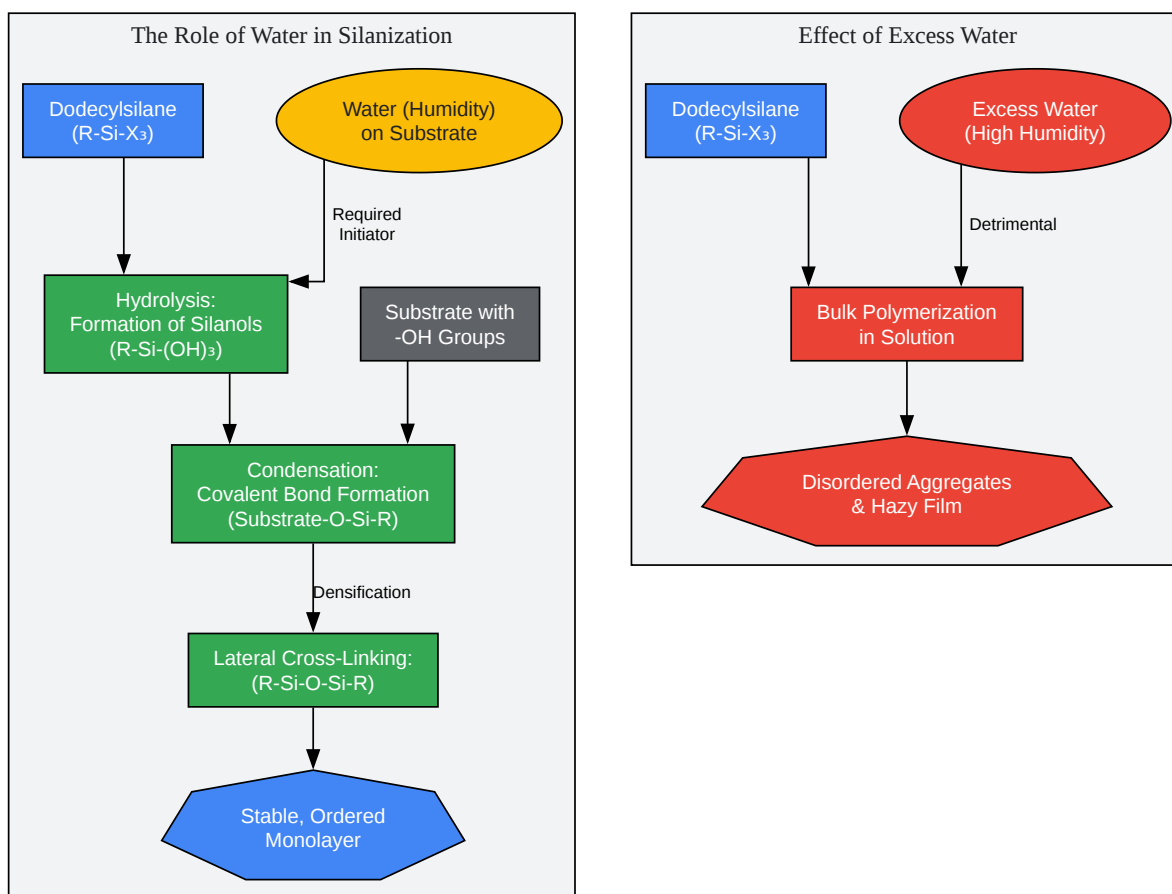 The Role of Water in Silanization
Dodecylsilane
(R-Si-X₃)
Water (Humidity)
on Substrate
Required
Initiator
Hydrolysis:
Formation of Silanols
(R-Si-(OH)₃)
Substrate with
-OH Groups
Condensation:
Covalent Bond Formation
(Substrate-O-Si-R)
Densification
Lateral Cross-Linking:
(R-Si-O-Si-R)
Stable, Ordered
Monolayer
Effect of Excess Water
Dodecylsilane
(R-Si-X₃)
Excess Water
(High Humidity)
Detrimental
Bulk Polymerization
in Solution
Disordered Aggregates
& Hazy Film